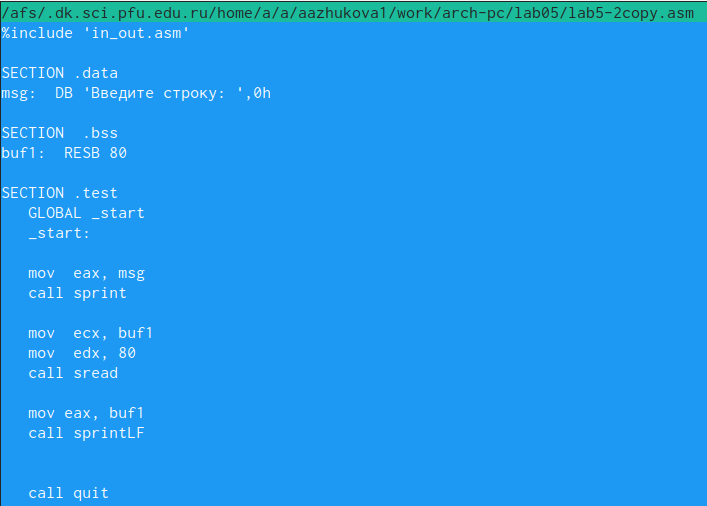 /afs/.dk.sci.pfu.edu.ru/home/a/a/aazhukova1/work/arch-pc/lab05/lab5-2copy.asm
%include 'in_out.asm'
SECTION .data
msg:  DB 'Введите строку: ',0h
SECTION  .bss
buf1:  RESB 80
SECTION .test
   GLOBAL _start
   _start:
   mov  eax, msg
   call sprint
   mov  ecx, buf1
   mov  edx, 80
   call sread
   mov eax, buf1
   call sprintLF
   call quit